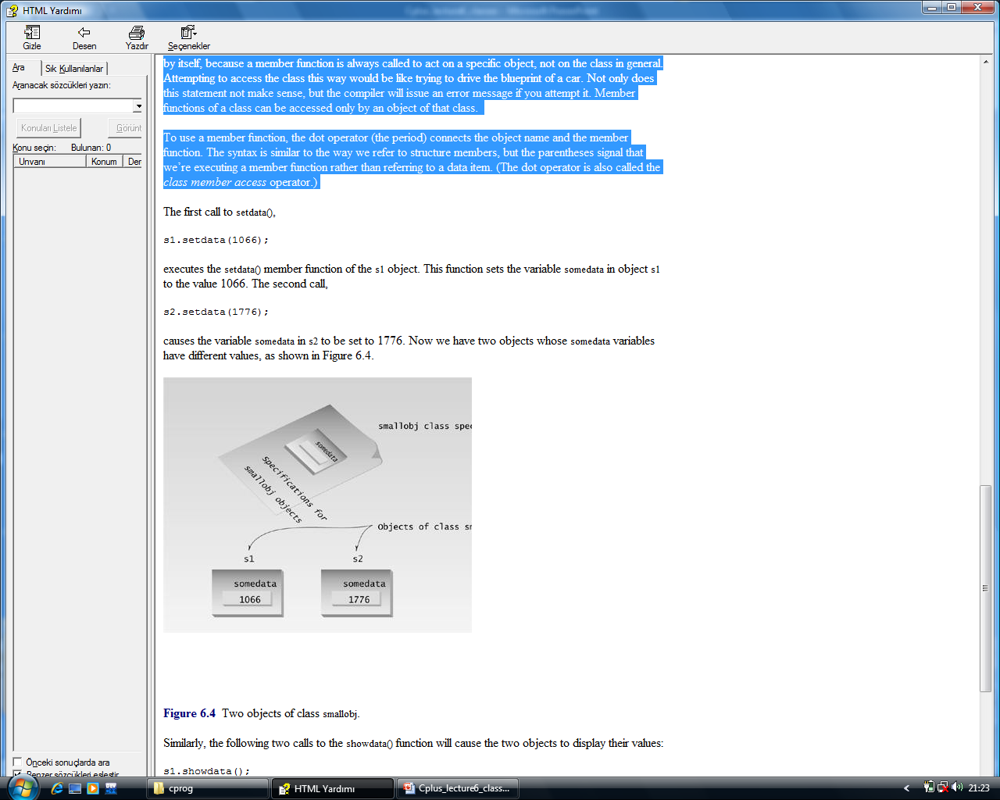 HTML Yardımı
Gizle
Desen
Yazdır
Seçenekler
Ara
Sık Kullanılanlar
Aranacak sözcükleri yazın:
Konuları Listele
Görünt
Konu seçin:
Bulunan: 0
Unvanı
Konum
Der
Önceki sonuçlarda ara
Benzer sözcükleri eşleştir
by itself, because a member function is always called to act on a specific object, not on the class in general.
Attempting to access the class this way would be like trying to drive the blueprint of a car. Not only does
this statement not make sense, but the compiler will issue an error message if you attempt it. Member
functions of a class can be accessed only by an object of that class.
To use a member function, the dot operator (the period) connects the object name and the member
function. The syntax is similar to the way we refer to structure members, but the parentheses signal that
we’re executing a member function rather than referring to a data item. (The dot operator is also called the
class member access operator.)
The first call to setdata(),
s1.setdata(1066);
executes the setdata() member function of the s1 object. This function sets the variable somedata in object s1
to the value 1066. The second call,
s2.setdata(1776);
causes the variable somedata in s2 to be set to 1776. Now we have two objects whose somedata variables
have different values, as shown in Figure 6.4.
smallobj class spec
somedata
Specifications for
smallobj objects
Objects of class sm
s1
s2
somedata
1066
somedata
1776
Figure 6.4 Two objects of class smallobj.
Similarly, the following two calls to the showdata() function will cause the two objects to display their values:
s1.showdata();
cprog
HTML Yardımı
Cplus_lecture6_class...
21:23